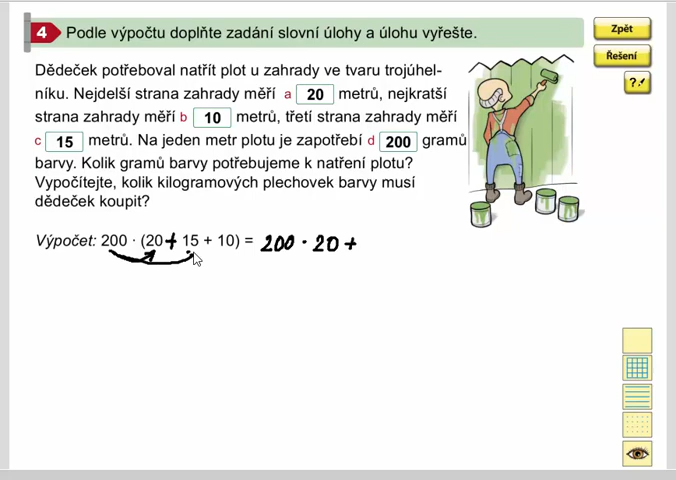 4 Podle výpočtu doplňte zadání slovní úlohy a úlohu vyřešte.
Zpět
Řešení
?
Dědeček potřeboval natřít plot u zahrady ve tvaru trojúhel-
níku. Nejdelší strana zahrady měří a 20 metrů, nejkratší
strana zahrady měří b 10 metrů, třetí strana zahrady měří
c 15 metrů. Na jeden metr plotu je zapotřebí d 200 gramů
barvy. Kolik gramů barvy potřebujeme k natření plotu?
Vypočítejte, kolik kilogramových plechovek barvy musí
dědeček koupit?
Výpočet: 200 · (20 + 15 + 10) = 200 · 20 +